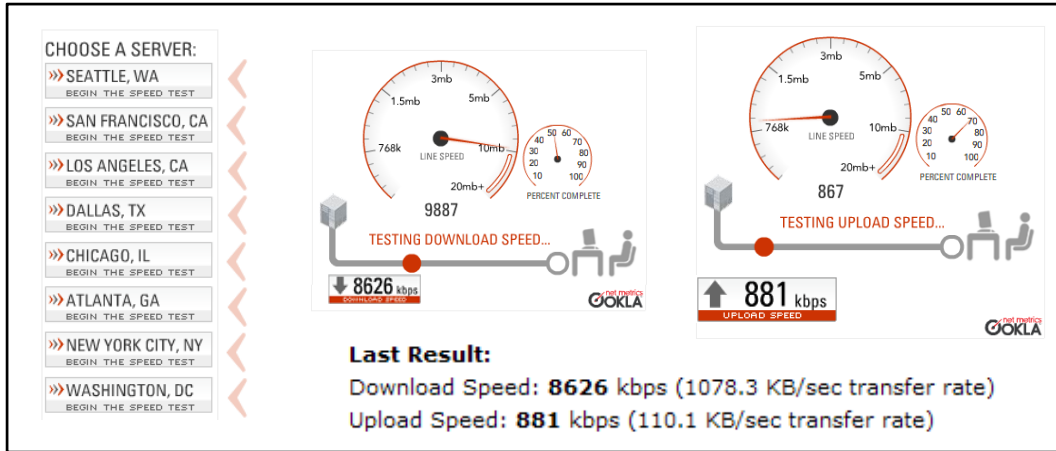 CHOOSE A SERVER:
››› SEATTLE, WA
BEGIN THE SPEED TEST
››› SAN FRANCISCO, CA
BEGIN THE SPEED TEST
››› LOS ANGELES, CA
BEGIN THE SPEED TEST
››› DALLAS, TX
BEGIN THE SPEED TEST
››› CHICAGO, IL
BEGIN THE SPEED TEST
››› ATLANTA, GA
BEGIN THE SPEED TEST
››› NEW YORK CITY, NY
BEGIN THE SPEED TEST
››› WASHINGTON, DC
BEGIN THE SPEED TEST
3mb
1.5mb 5mb
768k 10mb
LINE SPEED
20mb+
9887
50 60
40 70
30 80
20 90
10 100
PERCENT COMPLETE
TESTING DOWNLOAD SPEED...
8626 kbps
DOWNLOAD SPEED
net metrics
OOKLA
3mb
1.5mb 5mb
768k 10mb
LINE SPEED
20mb+
867
50 60
40 70
30 80
20 90
10 100
PERCENT COMPLETE
TESTING UPLOAD SPEED...
881 kbps
UPLOAD SPEED
net metrics
OOKLA
Last Result:
Download Speed: 8626 kbps (1078.3 KB/sec transfer rate)
Upload Speed: 881 kbps (110.1 KB/sec transfer rate)